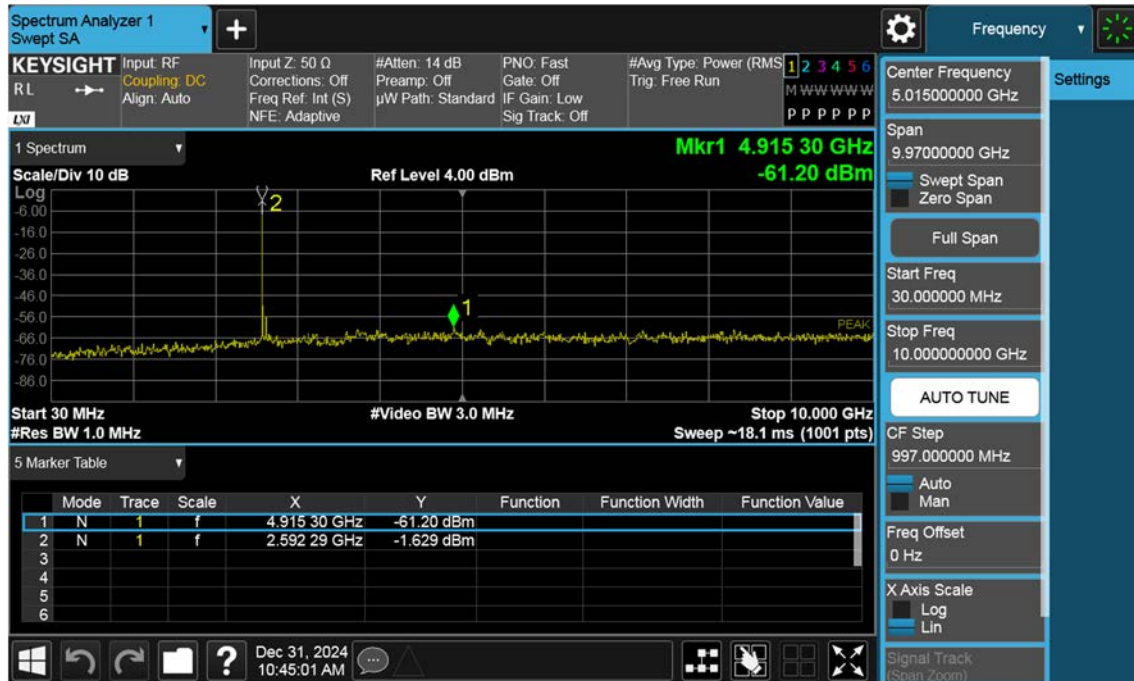 Spectrum Analyzer 1
Swept SA
Frequency
KEYSIGHT
RL
LXI
Input: RF
Coupling: DC
Align: Auto
Input Z: 50 Ω
Corrections: Off
Freq Ref: Int (S)
NFE: Adaptive
#Atten: 14 dB
Preamp: Off
µW Path: Standard
PNO: Fast
Gate: Off
IF Gain: Low
Sig Track: Off
#Avg Type: Power (RMS
Trig: Free Run
1 2 3 4 5 6
M W W W W W
P P P P P P
1 Spectrum
Mkr1 4.915 30 GHz
-61.20 dBm
Scale/Div 10 dB
Ref Level 4.00 dBm
Log
-6.00
-16.0
-26.0
-36.0
-46.0
-56.0
-66.0
-76.0
-86.0
2
1
PEAK
Start 30 MHz
#Video BW 3.0 MHz
Stop 10.000 GHz
#Res BW 1.0 MHz
Sweep ~18.1 ms (1001 pts)
5 Marker Table
Mode Trace Scale X Y Function Function Width Function Value
1 N 1 f 4.915 30 GHz -61.20 dBm
2 N 1 f 2.592 29 GHz -1.629 dBm
3
4
5
6
Dec 31, 2024
10:45:01 AM
?
Center Frequency
5.015000000 GHz
Settings
Span
9.97000000 GHz
Swept Span
Zero Span
Full Span
Start Freq
30.000000 MHz
Stop Freq
10.000000000 GHz
AUTO TUNE
CF Step
997.000000 MHz
Auto
Man
Freq Offset
0 Hz
X Axis Scale
Log
Lin
Signal Track
(Span Zoom)